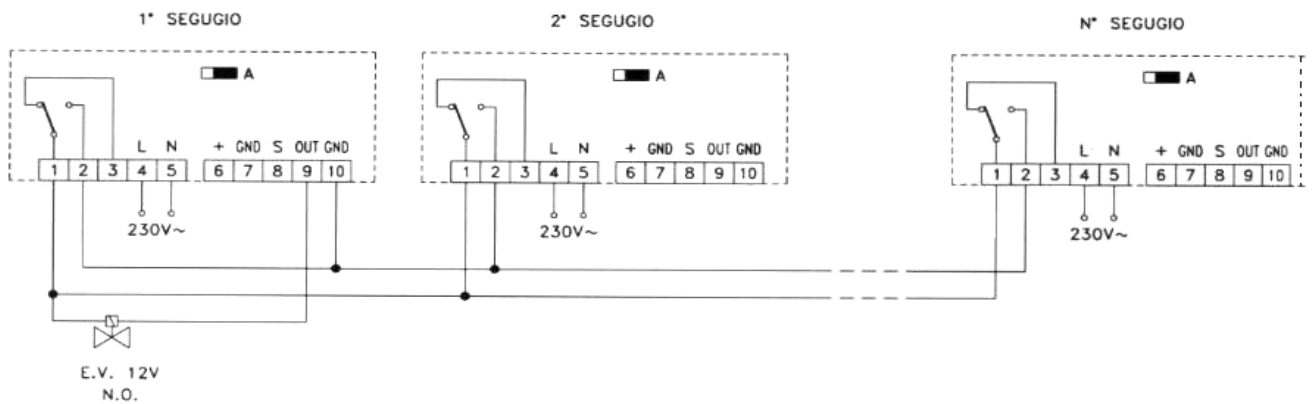 1° SEGUGIO
2° SEGUGIO
N° SEGUGIO
A
A
A
L N + GND S OUT GND
1 2 3 4 5 6 7 8 9 10
230V~
L N + GND S OUT GND
1 2 3 4 5 6 7 8 9 10
230V~
L N + GND S OUT GND
1 2 3 4 5 6 7 8 9 10
230V~
E.V. 12V
N.O.